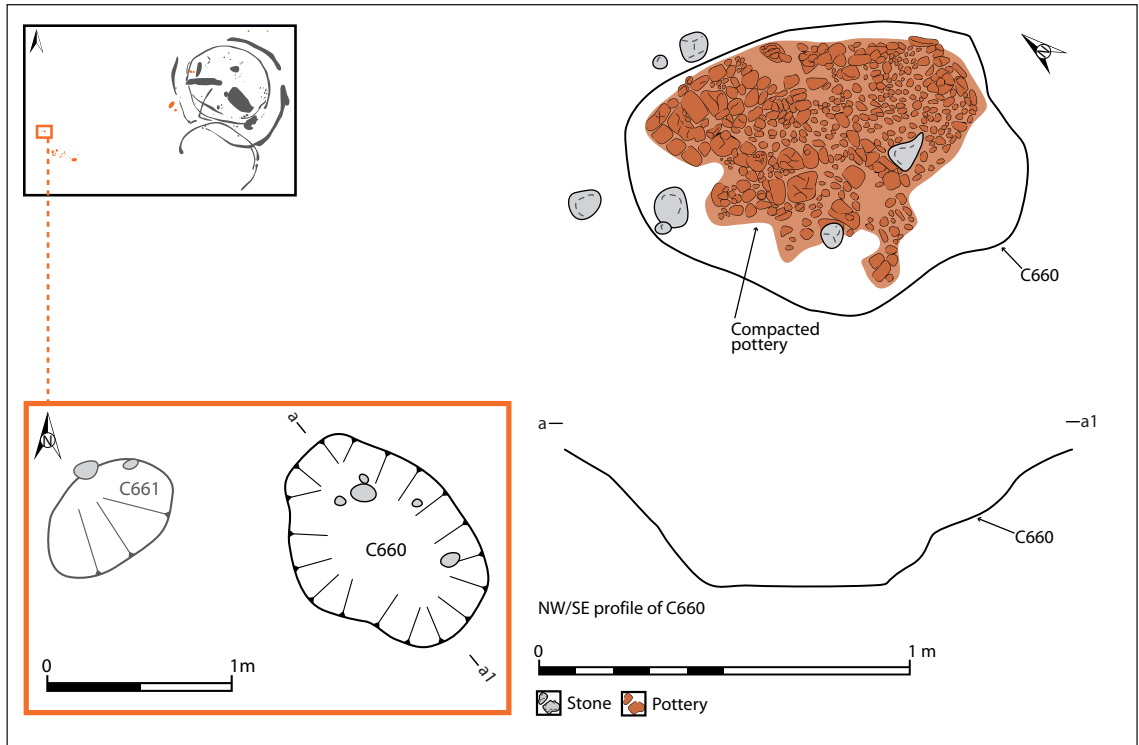 N
C660
Compacted
pottery
N
a
C661
C660
a1
0
1m
a
a1
C660
NW/SE profile of C660
0
1 m
Stone
Pottery